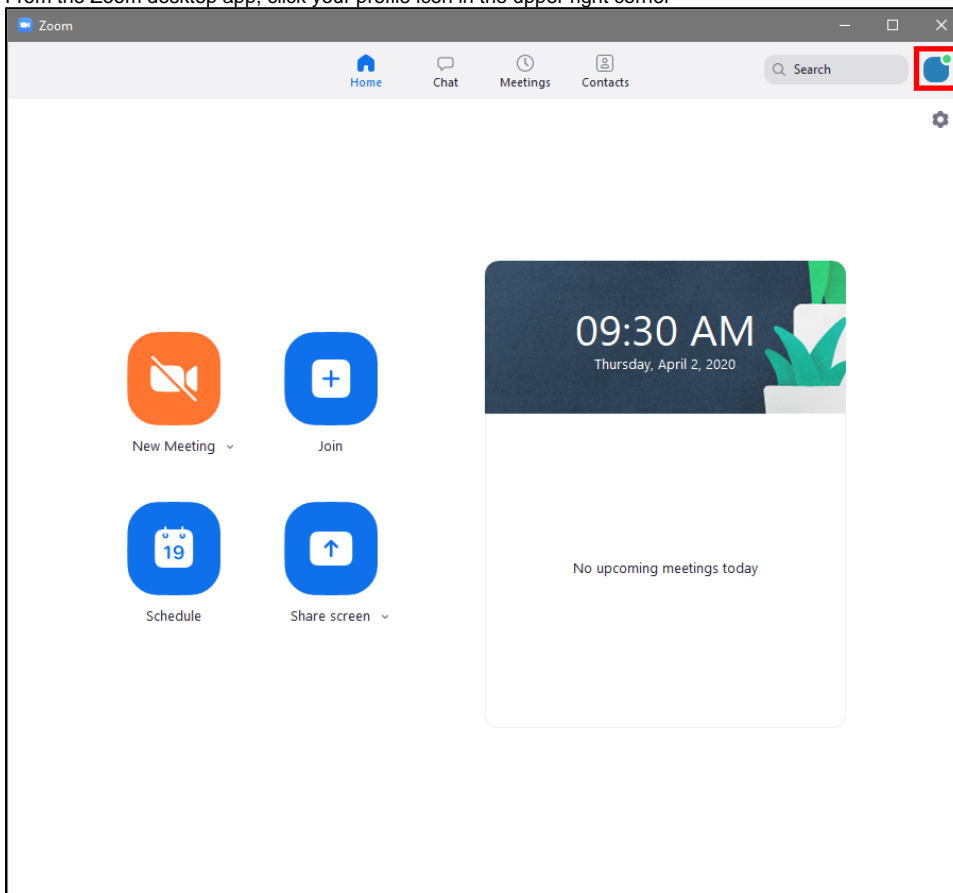 From the Zoom desktop app, click your profile icon in the upper right corner
Zoom
Home Chat Meetings Contacts Search
09:30 AM
Thursday, April 2, 2020
New Meeting Join
19
Schedule Share screen
No upcoming meetings today